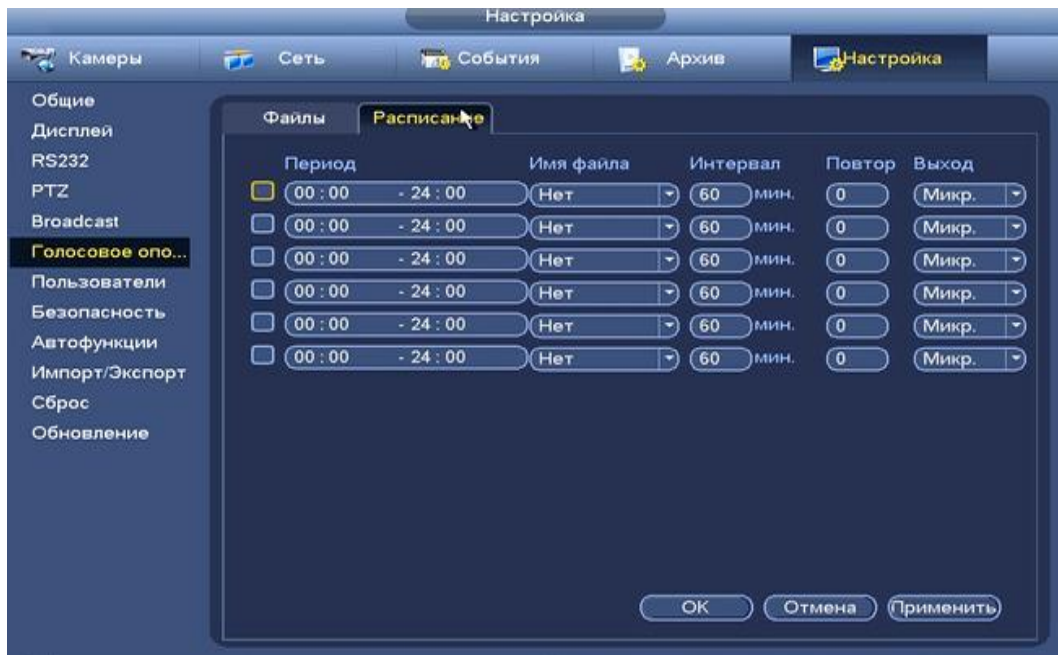 Настройка
Камеры Сеть События Архив Настройка
Общие
Дисплей
RS232
PTZ
Broadcast
Голосовое опо...
Пользователи
Безопасность
Автофункции
Импорт/Экспорт
Сброс
Обновление
Файлы Расписание
Период Имя файла Интервал Повтор Выход
00 : 00 - 24 : 00 Нет 60 мин. 0 Микр.
00 : 00 - 24 : 00 Нет 60 мин. 0 Микр.
00 : 00 - 24 : 00 Нет 60 мин. 0 Микр.
00 : 00 - 24 : 00 Нет 60 мин. 0 Микр.
00 : 00 - 24 : 00 Нет 60 мин. 0 Микр.
00 : 00 - 24 : 00 Нет 60 мин. 0 Микр.
ОК Отмена Применить